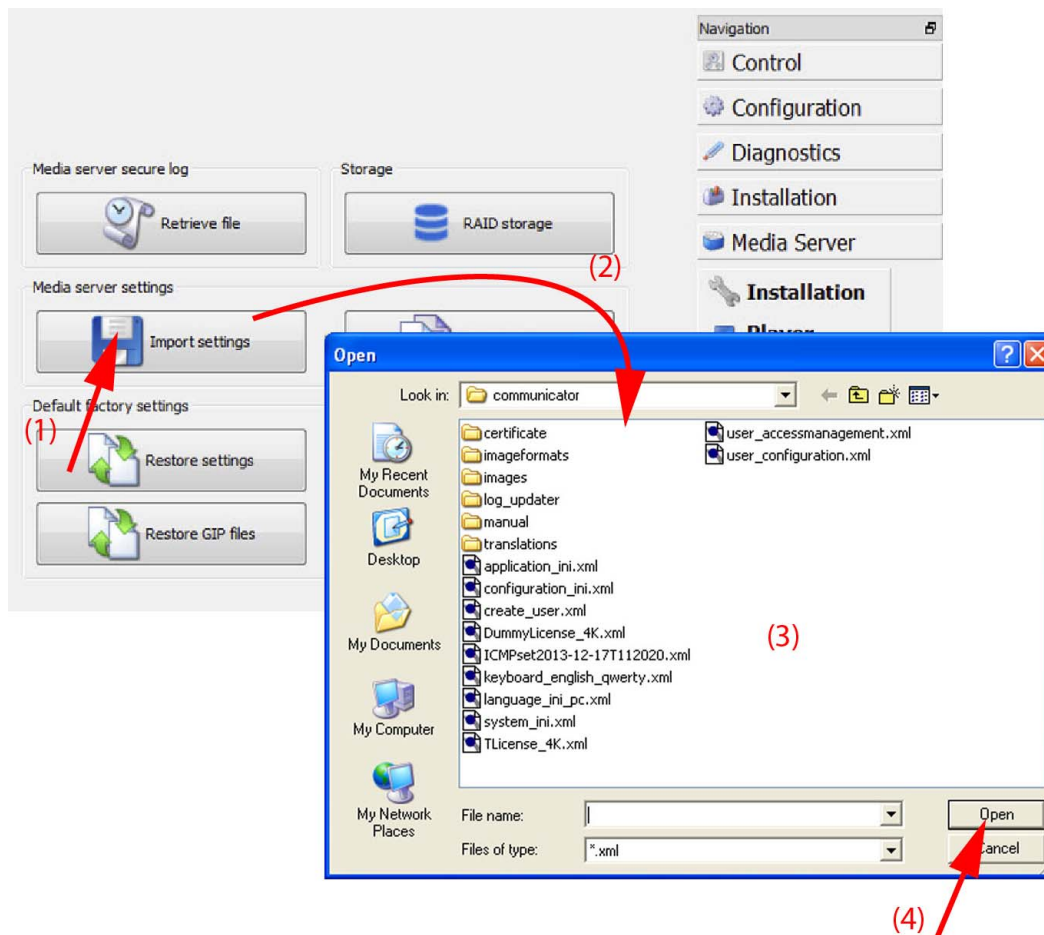 Navigation
Control
Configuration
Diagnostics
Installation
Media Server
Installation
Player
Media server secure log
Retrieve file
Storage
RAID storage
Media server settings
Import settings
Default factory settings
Restore settings
Restore GIP files
(1)
(2)
Open
Look in:
communicator
My Recent
Documents
Desktop
My Documents
My Computer
My Network
Places
certificate
imageformats
images
log_updater
manual
translations
application_ini.xml
configuration_ini.xml
create_user.xml
DummyLicense_4K.xml
ICMPset2013-12-17T112020.xml
keyboard_english_qwerty.xml
language_ini_pc.xml
system_ini.xml
TLicense_4K.xml
user_accessmanagement.xml
user_configuration.xml
(3)
File name:
Open
Files of type:
*.xml
Cancel
(4)